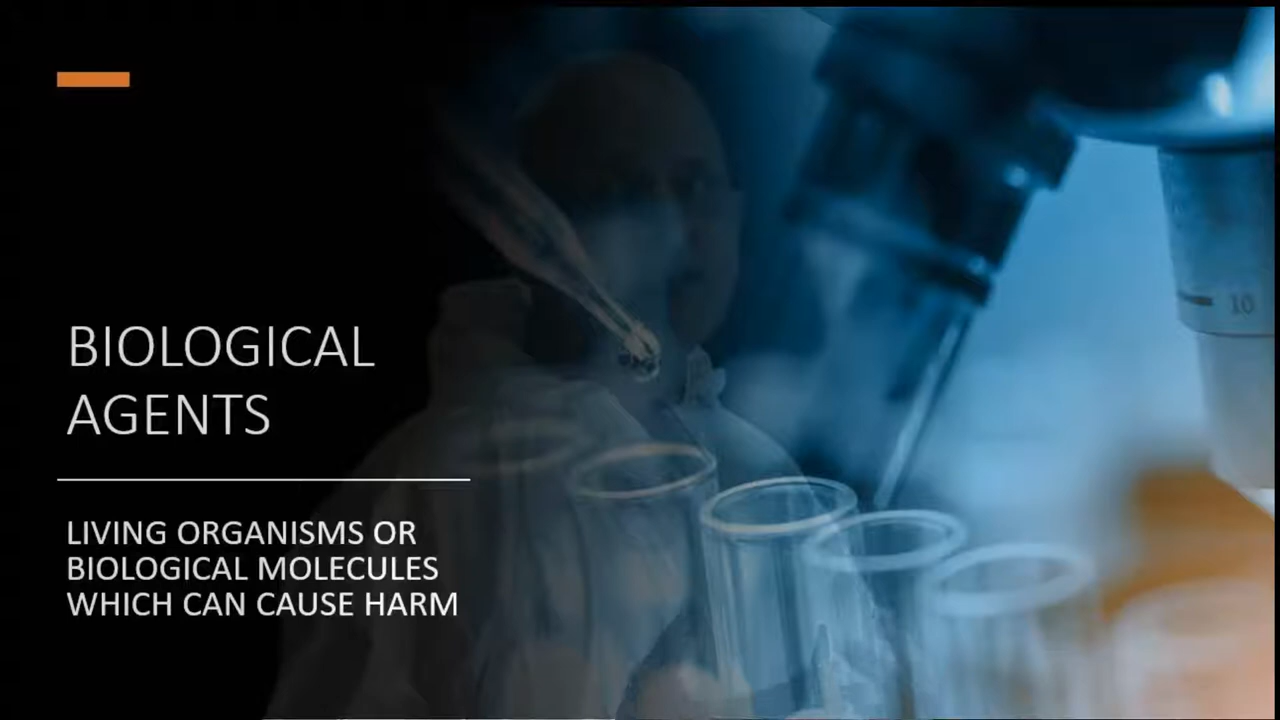 BIOLOGICAL
AGENTS
LIVING ORGANISMS OR
BIOLOGICAL MOLECULES
WHICH CAN CAUSE HARM
10